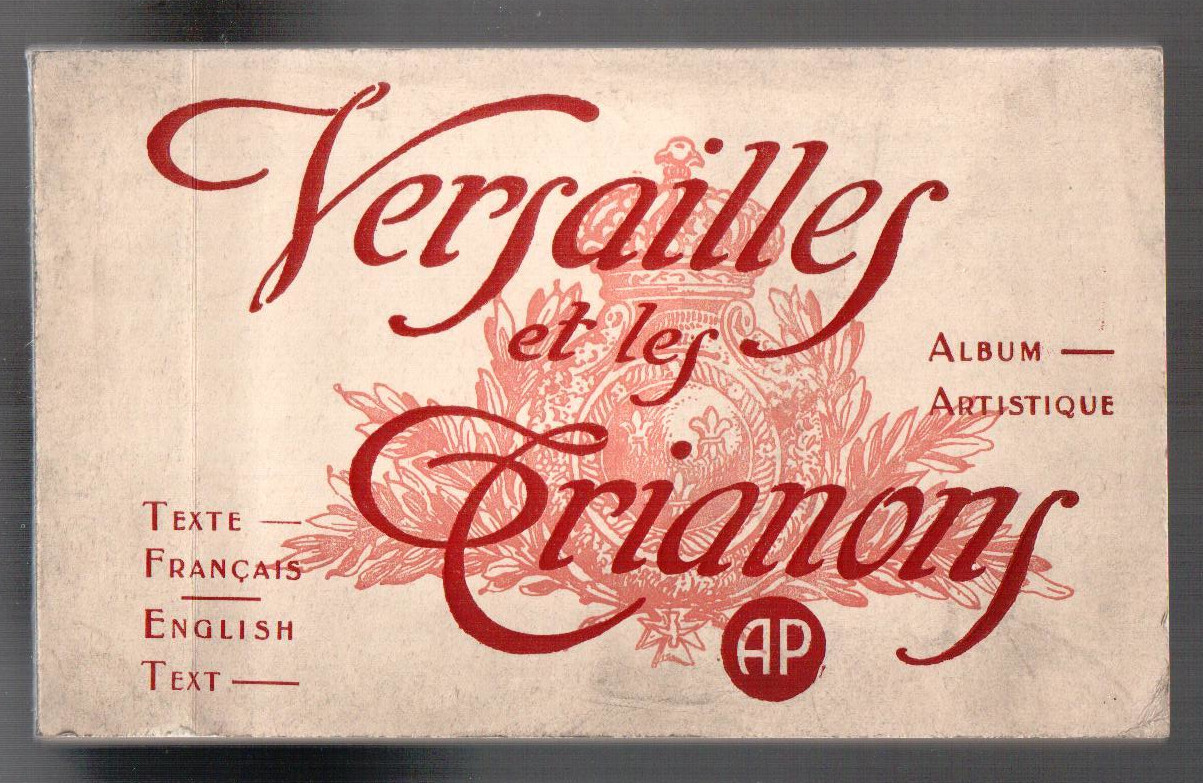 Versailles
et les
Trianons
ALBUM —
ARTISTIQUE
TEXTE —
FRANÇAIS
ENGLISH
TEXT —
AP